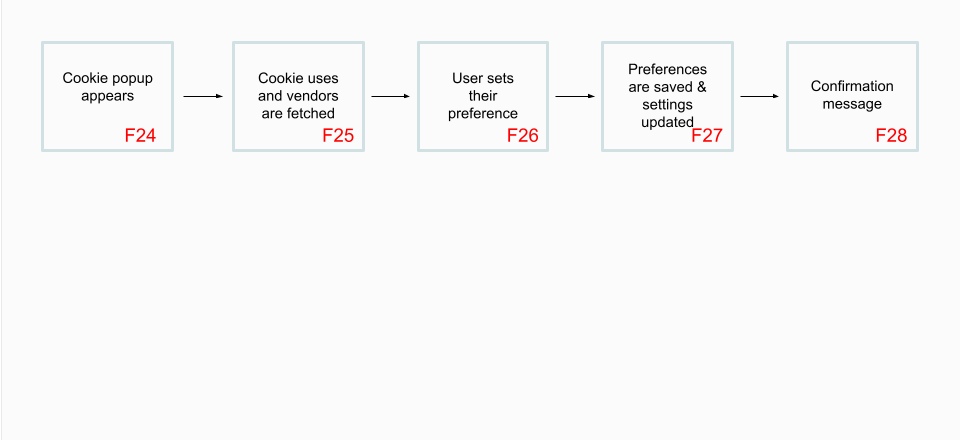 Cookie popup
appears
F24
Cookie uses
and vendors
are fetched
F25
User sets
their
preference
F26
Preferences
are saved &
settings
updated
F27
Confirmation
message
F28